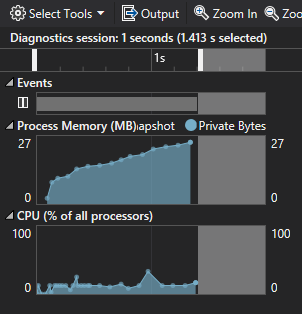 Select Tools Output Zoom In Zoom
Diagnostics session: 1 seconds (1.413 s selected)
1s
Events
Process Memory (MB) apshot Private Bytes
27 27
0 0
CPU (% of all processors)
100 100
0 0